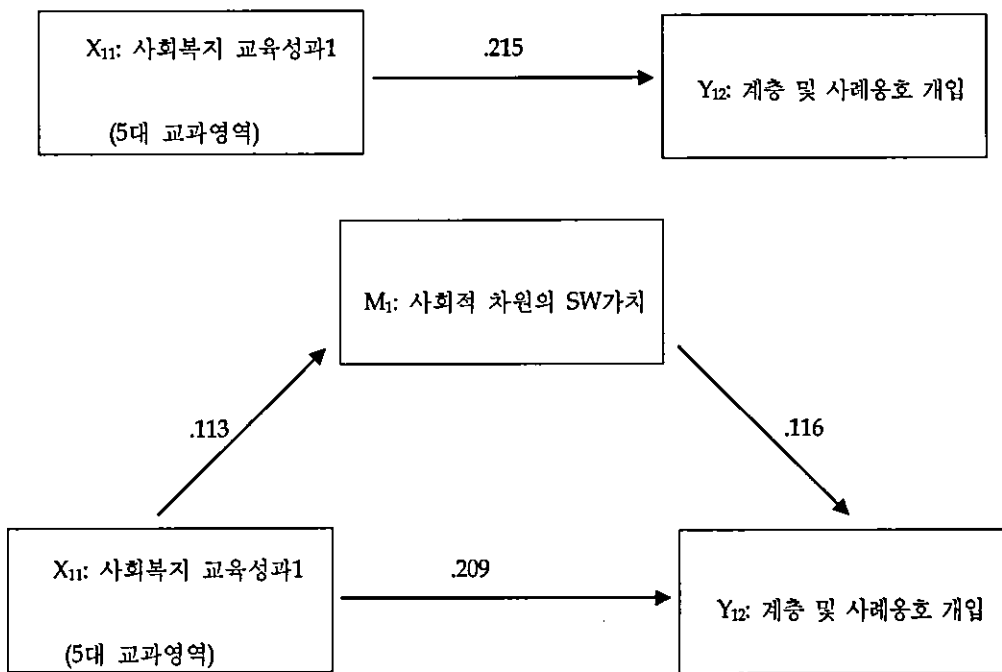 X₁₁: 사회복지 교육성과1
(5대 교과영역)
.215
Y₁₂: 계층 및 사례옹호 개입
M₁: 사회적 차원의 SW가치
.113
.116
X₁₁: 사회복지 교육성과1
(5대 교과영역)
.209
Y₁₂: 계층 및 사례옹호 개입